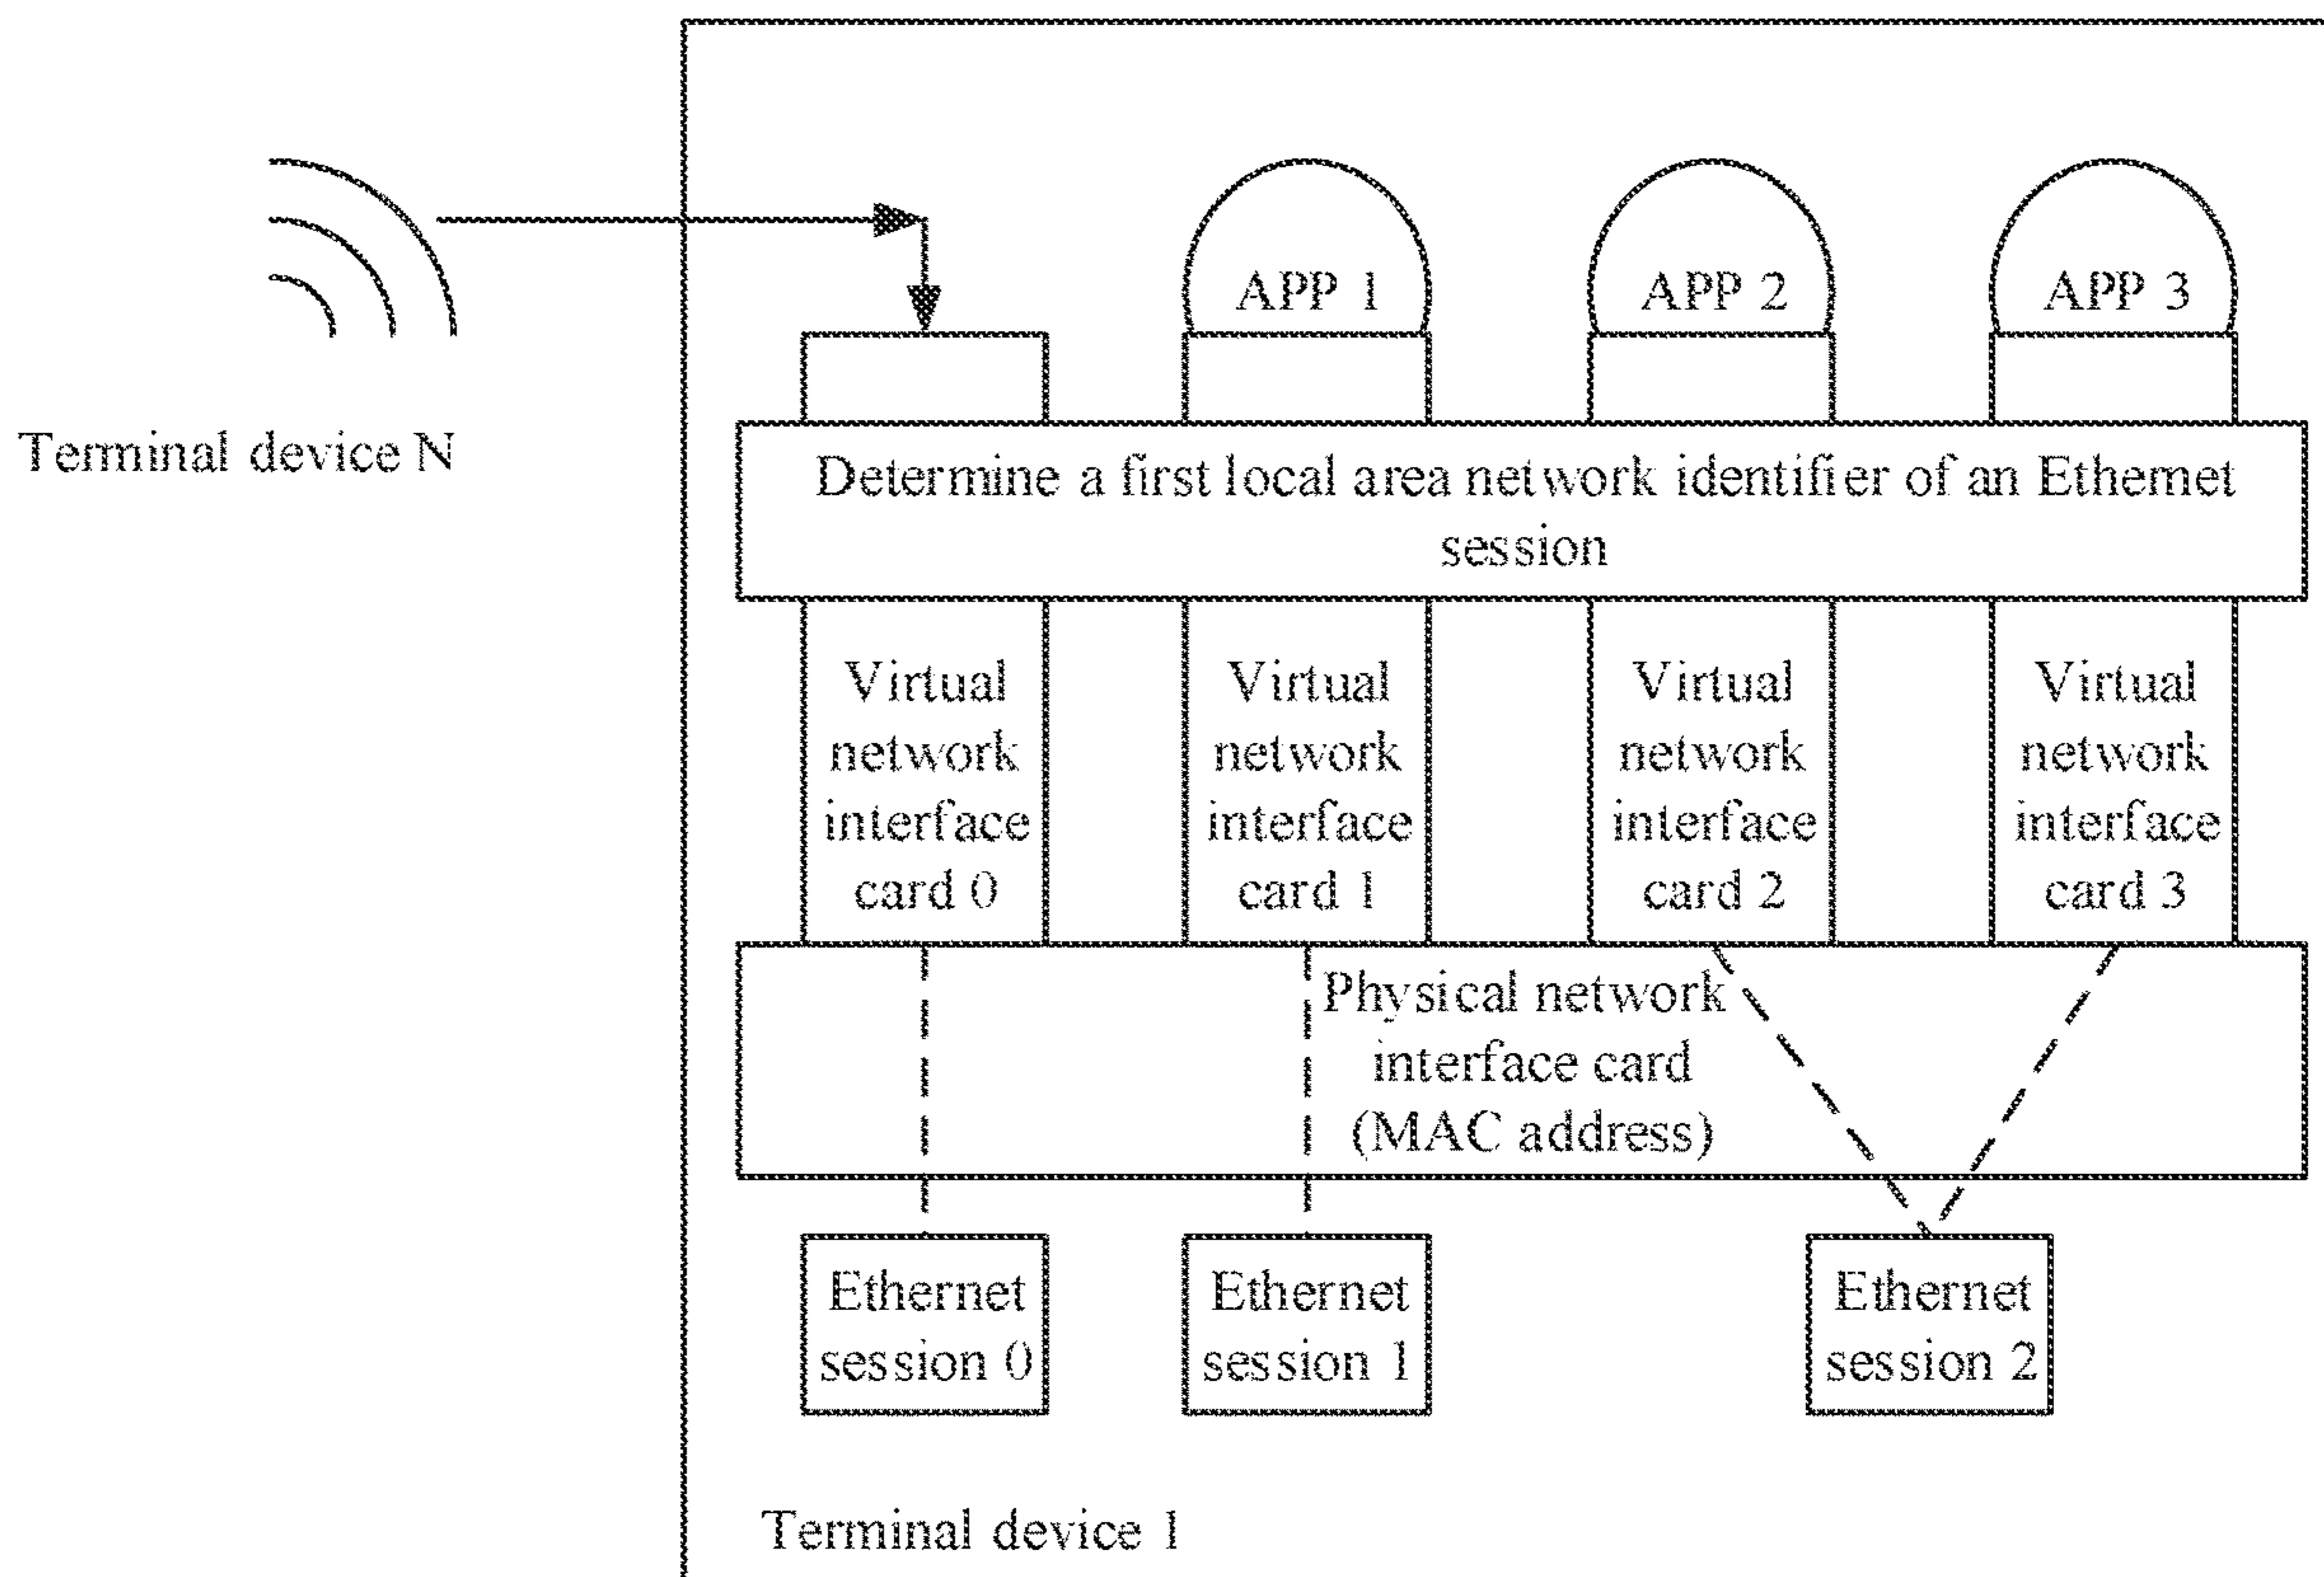 APP 1
APP 2
APP 3
Terminal device N
Determine a first local area network identifier of an Ethernet
session
Virtual
network
interface
card 0
Virtual
network
interface
card 1
Virtual
network
interface
card 2
Virtual
network
interface
card 3
Physical network
interface card
(MAC address)
Ethernet
session 0
Ethernet
session 1
Ethernet
session 2
Terminal device 1